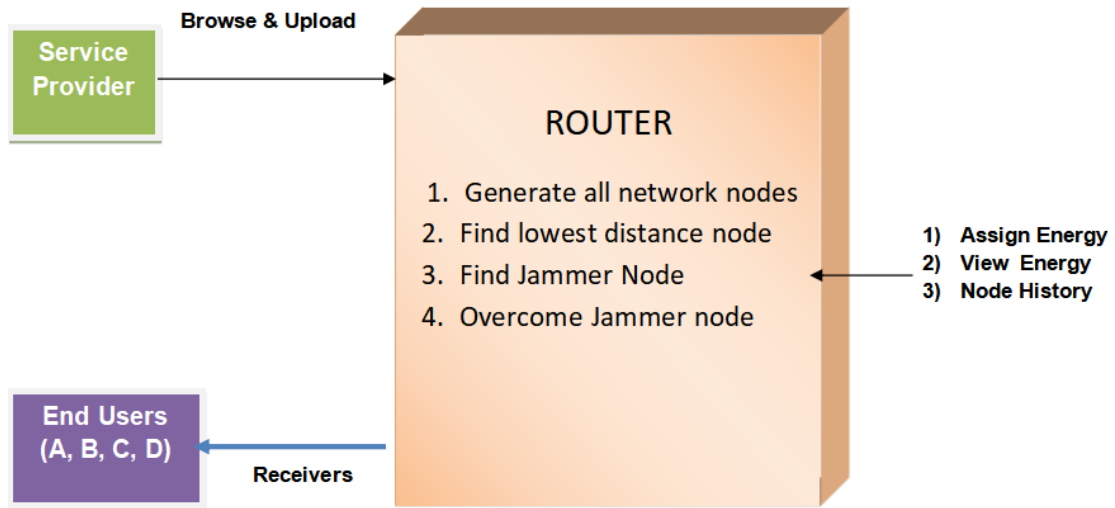 Browse & Upload
Service
Provider
ROUTER
1. Generate all network nodes
2. Find lowest distance node
3. Find Jammer Node
4. Overcome Jammer node
1) Assign Energy
2) View Energy
3) Node History
End Users
(A, B, C, D)
Receivers